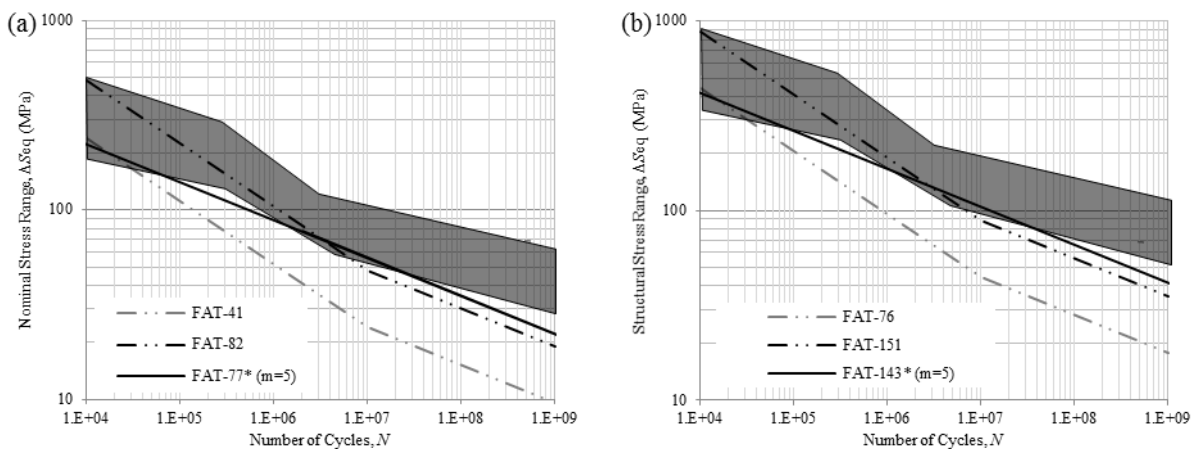 (a)
1000
100
10
Nominal Stress Range, ΔSeq (MPa)
FAT-41
FAT-82
FAT-77* (m=5)
1.E+04 1.E+05 1.E+06 1.E+07 1.E+08 1.E+09
Number of Cycles, N
(b)
1000
100
10
Structural Stress Range, ΔSeq (MPa)
FAT-76
FAT-151
FAT-143* (m=5)
1.E+04 1.E+05 1.E+06 1.E+07 1.E+08 1.E+09
Number of Cycles, N